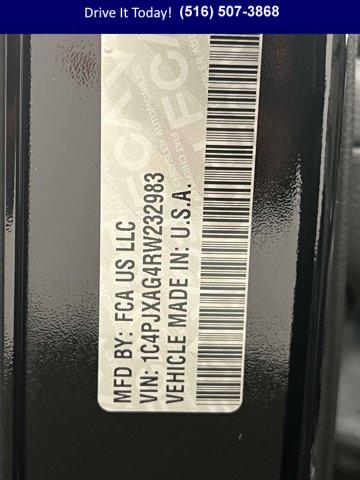 Drive It Today! (516) 507-3868
MFD BY: FCA US LLC
VIN: 1C4PJXAG4RW232983
VEHICLE MADE IN: U.S.A.